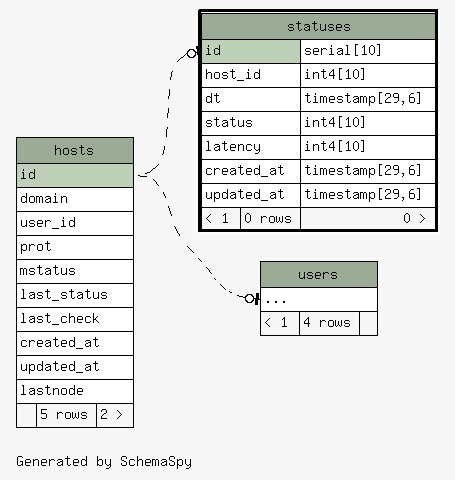 statuses
id serial[10]
host_id int4[10]
dt timestamp[29,6]
status int4[10]
latency int4[10]
created_at timestamp[29,6]
updated_at timestamp[29,6]
< 1 0 rows 0 >
hosts
id
domain
user_id
prot
mstatus
last_status
last_check
created_at
updated_at
lastnode
5 rows 2 >
users
...
< 1 4 rows
Generated by SchemaSpy